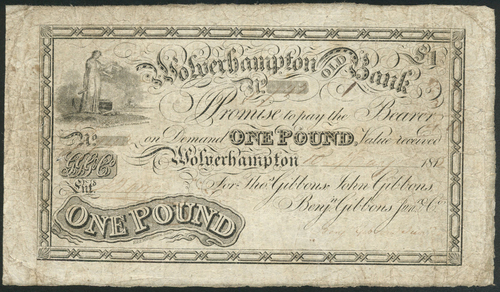 Wolverhampton OLD Bank £1
No
I Promise to pay the Bearer
No on Demand ONE POUND Value received
Wolverhampton 181
For Thos. Gibbons, John Gibbons,
Entd Benjn. Gibbons junr. & Co.
ONE POUND